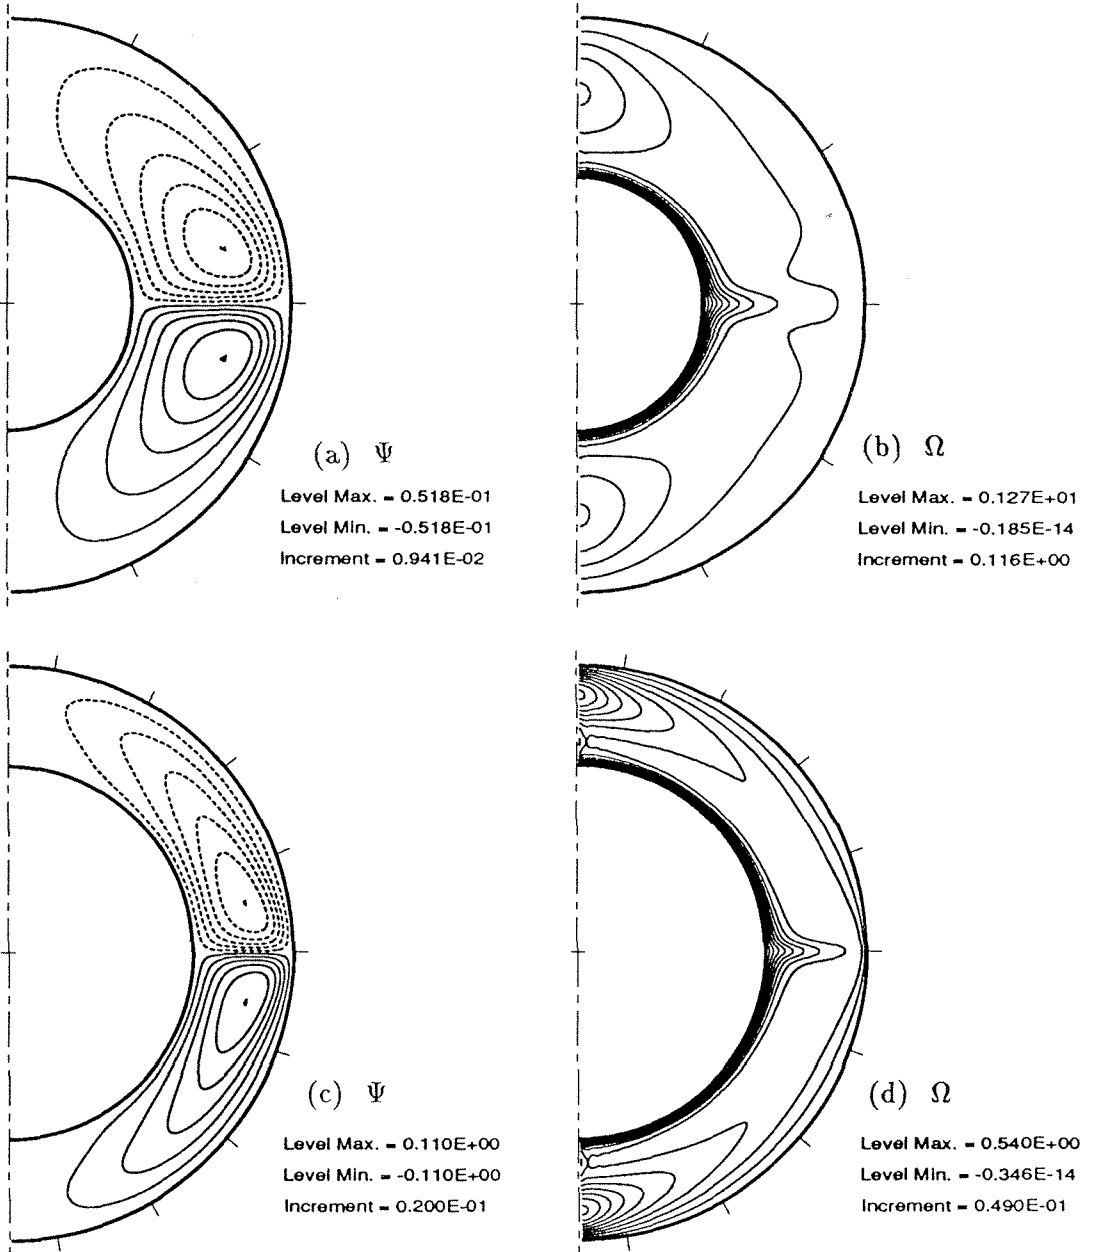 (a) Ψ
Level Max. = 0.518E-01
Level Min. = -0.518E-01
Increment = 0.941E-02
(b) Ω
Level Max. = 0.127E+01
Level Min. = -0.185E-14
Increment = 0.116E+00
(c) Ψ
Level Max. = 0.110E+00
Level Min. = -0.110E+00
Increment = 0.200E-01
(d) Ω
Level Max. = 0.540E+00
Level Min. = -0.346E-14
Increment = 0.490E-01